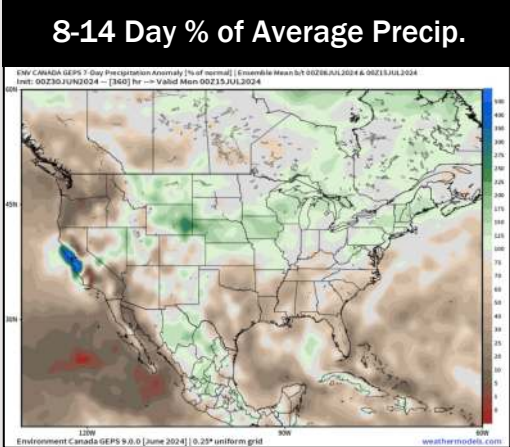 8-14 Day % of Average Precip.
ENV CANADA GEPS 7-Day Precipitation Anomaly [% of normal] | Ensemble Mean b/t 00Z08JUL2024 & 00Z15JUL2024
Init: 00Z30JUN2024 -- [360] hr --> Valid Mon 00Z15JUL2024
60N
45N
30N
120W
90W
60W
Environment Canada GEPS 9.0.0 [June 2024] | 0.25° uniform grid
weathermodels.com